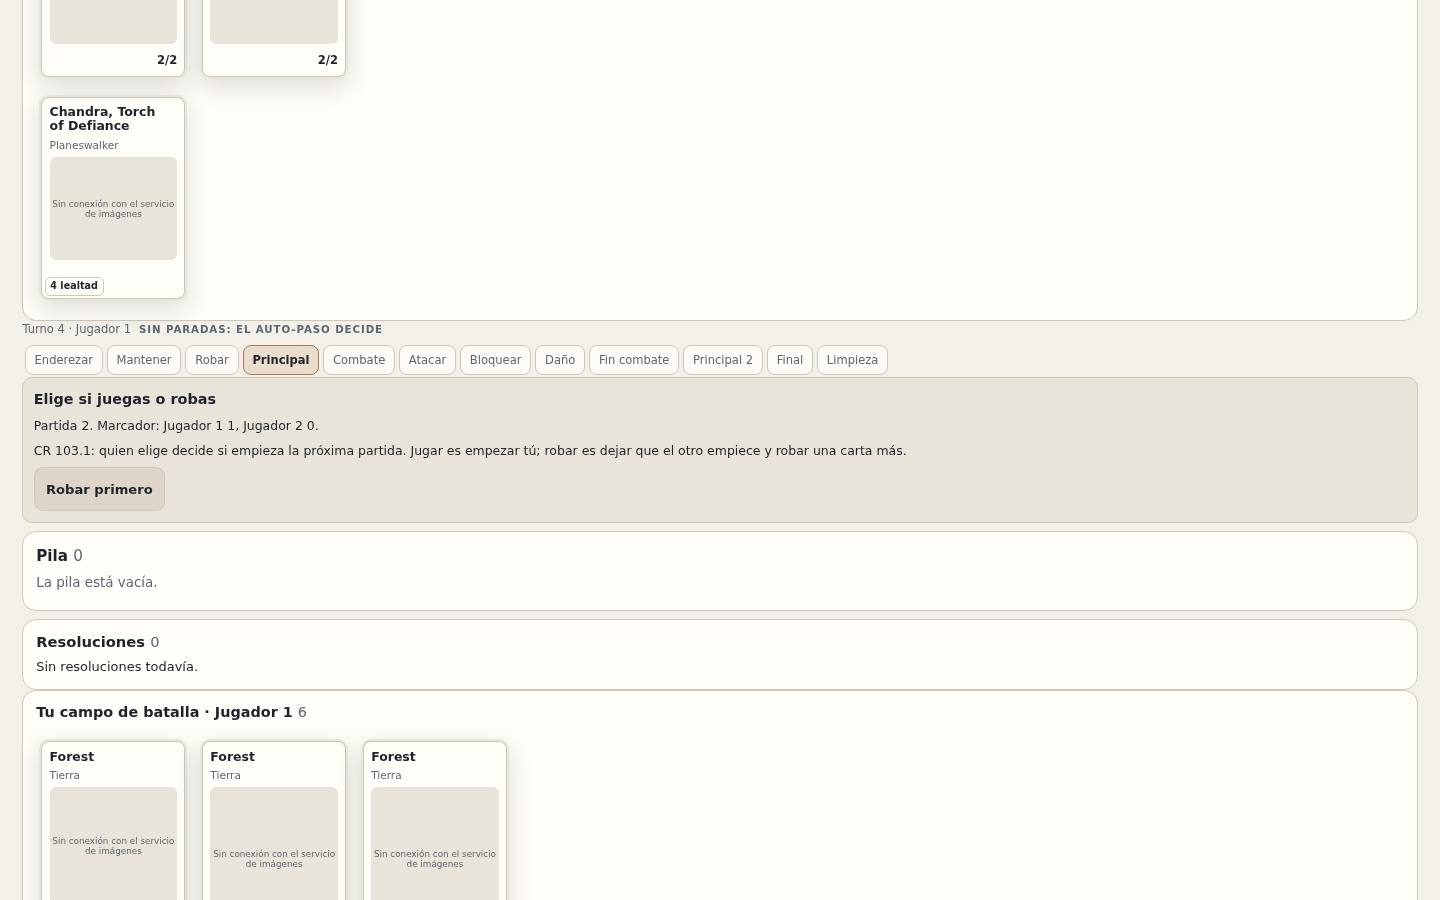 2/2
2/2
Chandra, Torch
of Defiance
Planeswalker
Sin conexión con el servicio
de imágenes
4 lealtad
Turno 4 · Jugador 1 SIN PARADAS: EL AUTO-PASO DECIDE
Enderezar Mantener Robar Principal Combate Atacar Bloquear Daño Fin combate Principal 2 Final Limpieza
Elige si juegas o robas
Partida 2. Marcador: Jugador 1 1, Jugador 2 0.
CR 103.1: quien elige decide si empieza la próxima partida. Jugar es empezar tú; robar es dejar que el otro empiece y robar una carta más.
Robar primero
Pila 0
La pila está vacía.
Resoluciones 0
Sin resoluciones todavía.
Tu campo de batalla · Jugador 1 6
Forest
Tierra
Sin conexión con el servicio
de imágenes
Forest
Tierra
Sin conexión con el servicio
de imágenes
Forest
Tierra
Sin conexión con el servicio
de imágenes